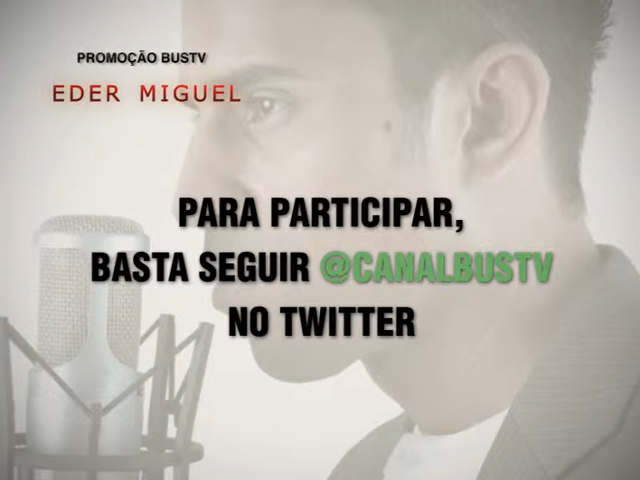 PROMOÇÃO BUSTV
EDER MIGUEL
PARA PARTICIPAR,
BASTA SEGUIR @CANALBUSTV
NO TWITTER